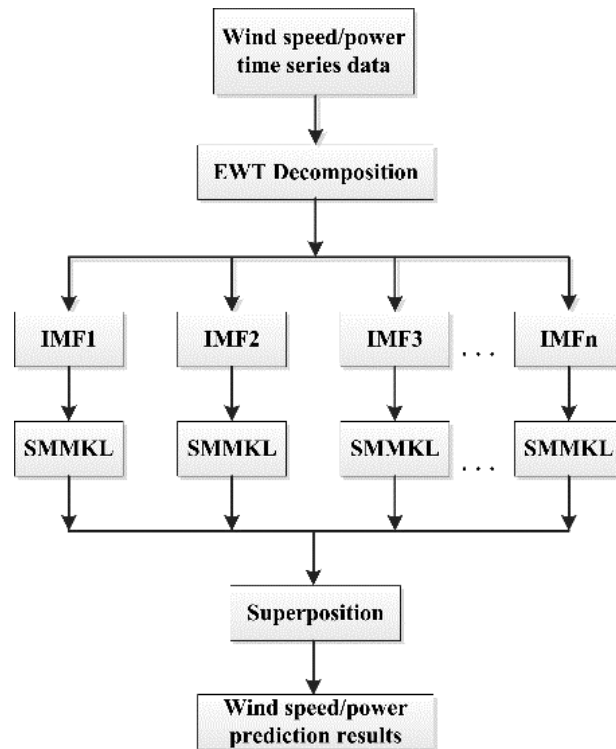 Wind speed/power
time series data
EWT Decomposition
IMF1 IMF2 IMF3 ... IMFn
SMMKL SMMKL SMMKL ... SMMKL
Superposition
Wind speed/power
prediction results